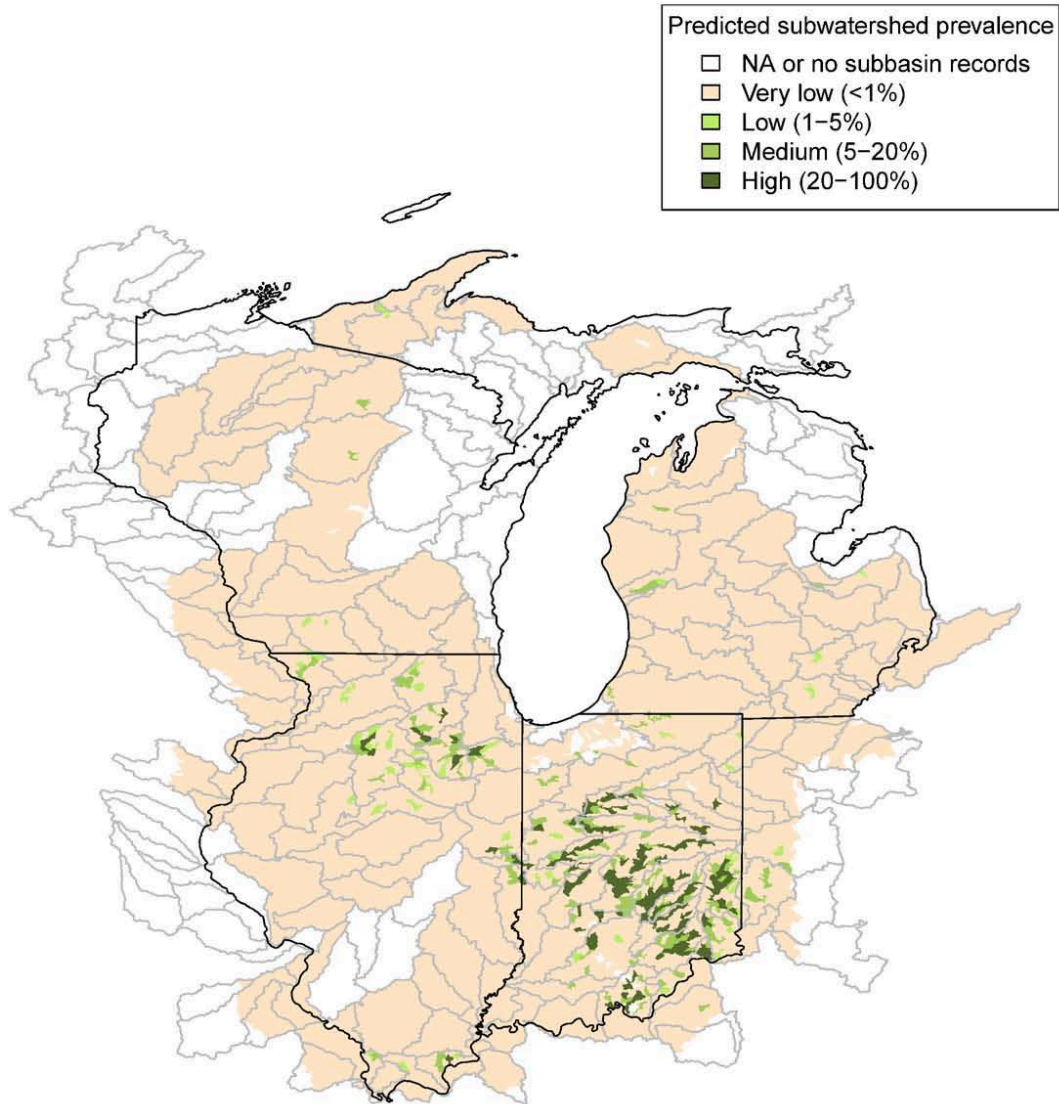 Predicted subwatershed prevalence
NA or no subbasin records
Very low (<1%)
Low (1−5%)
Medium (5−20%)
High (20−100%)